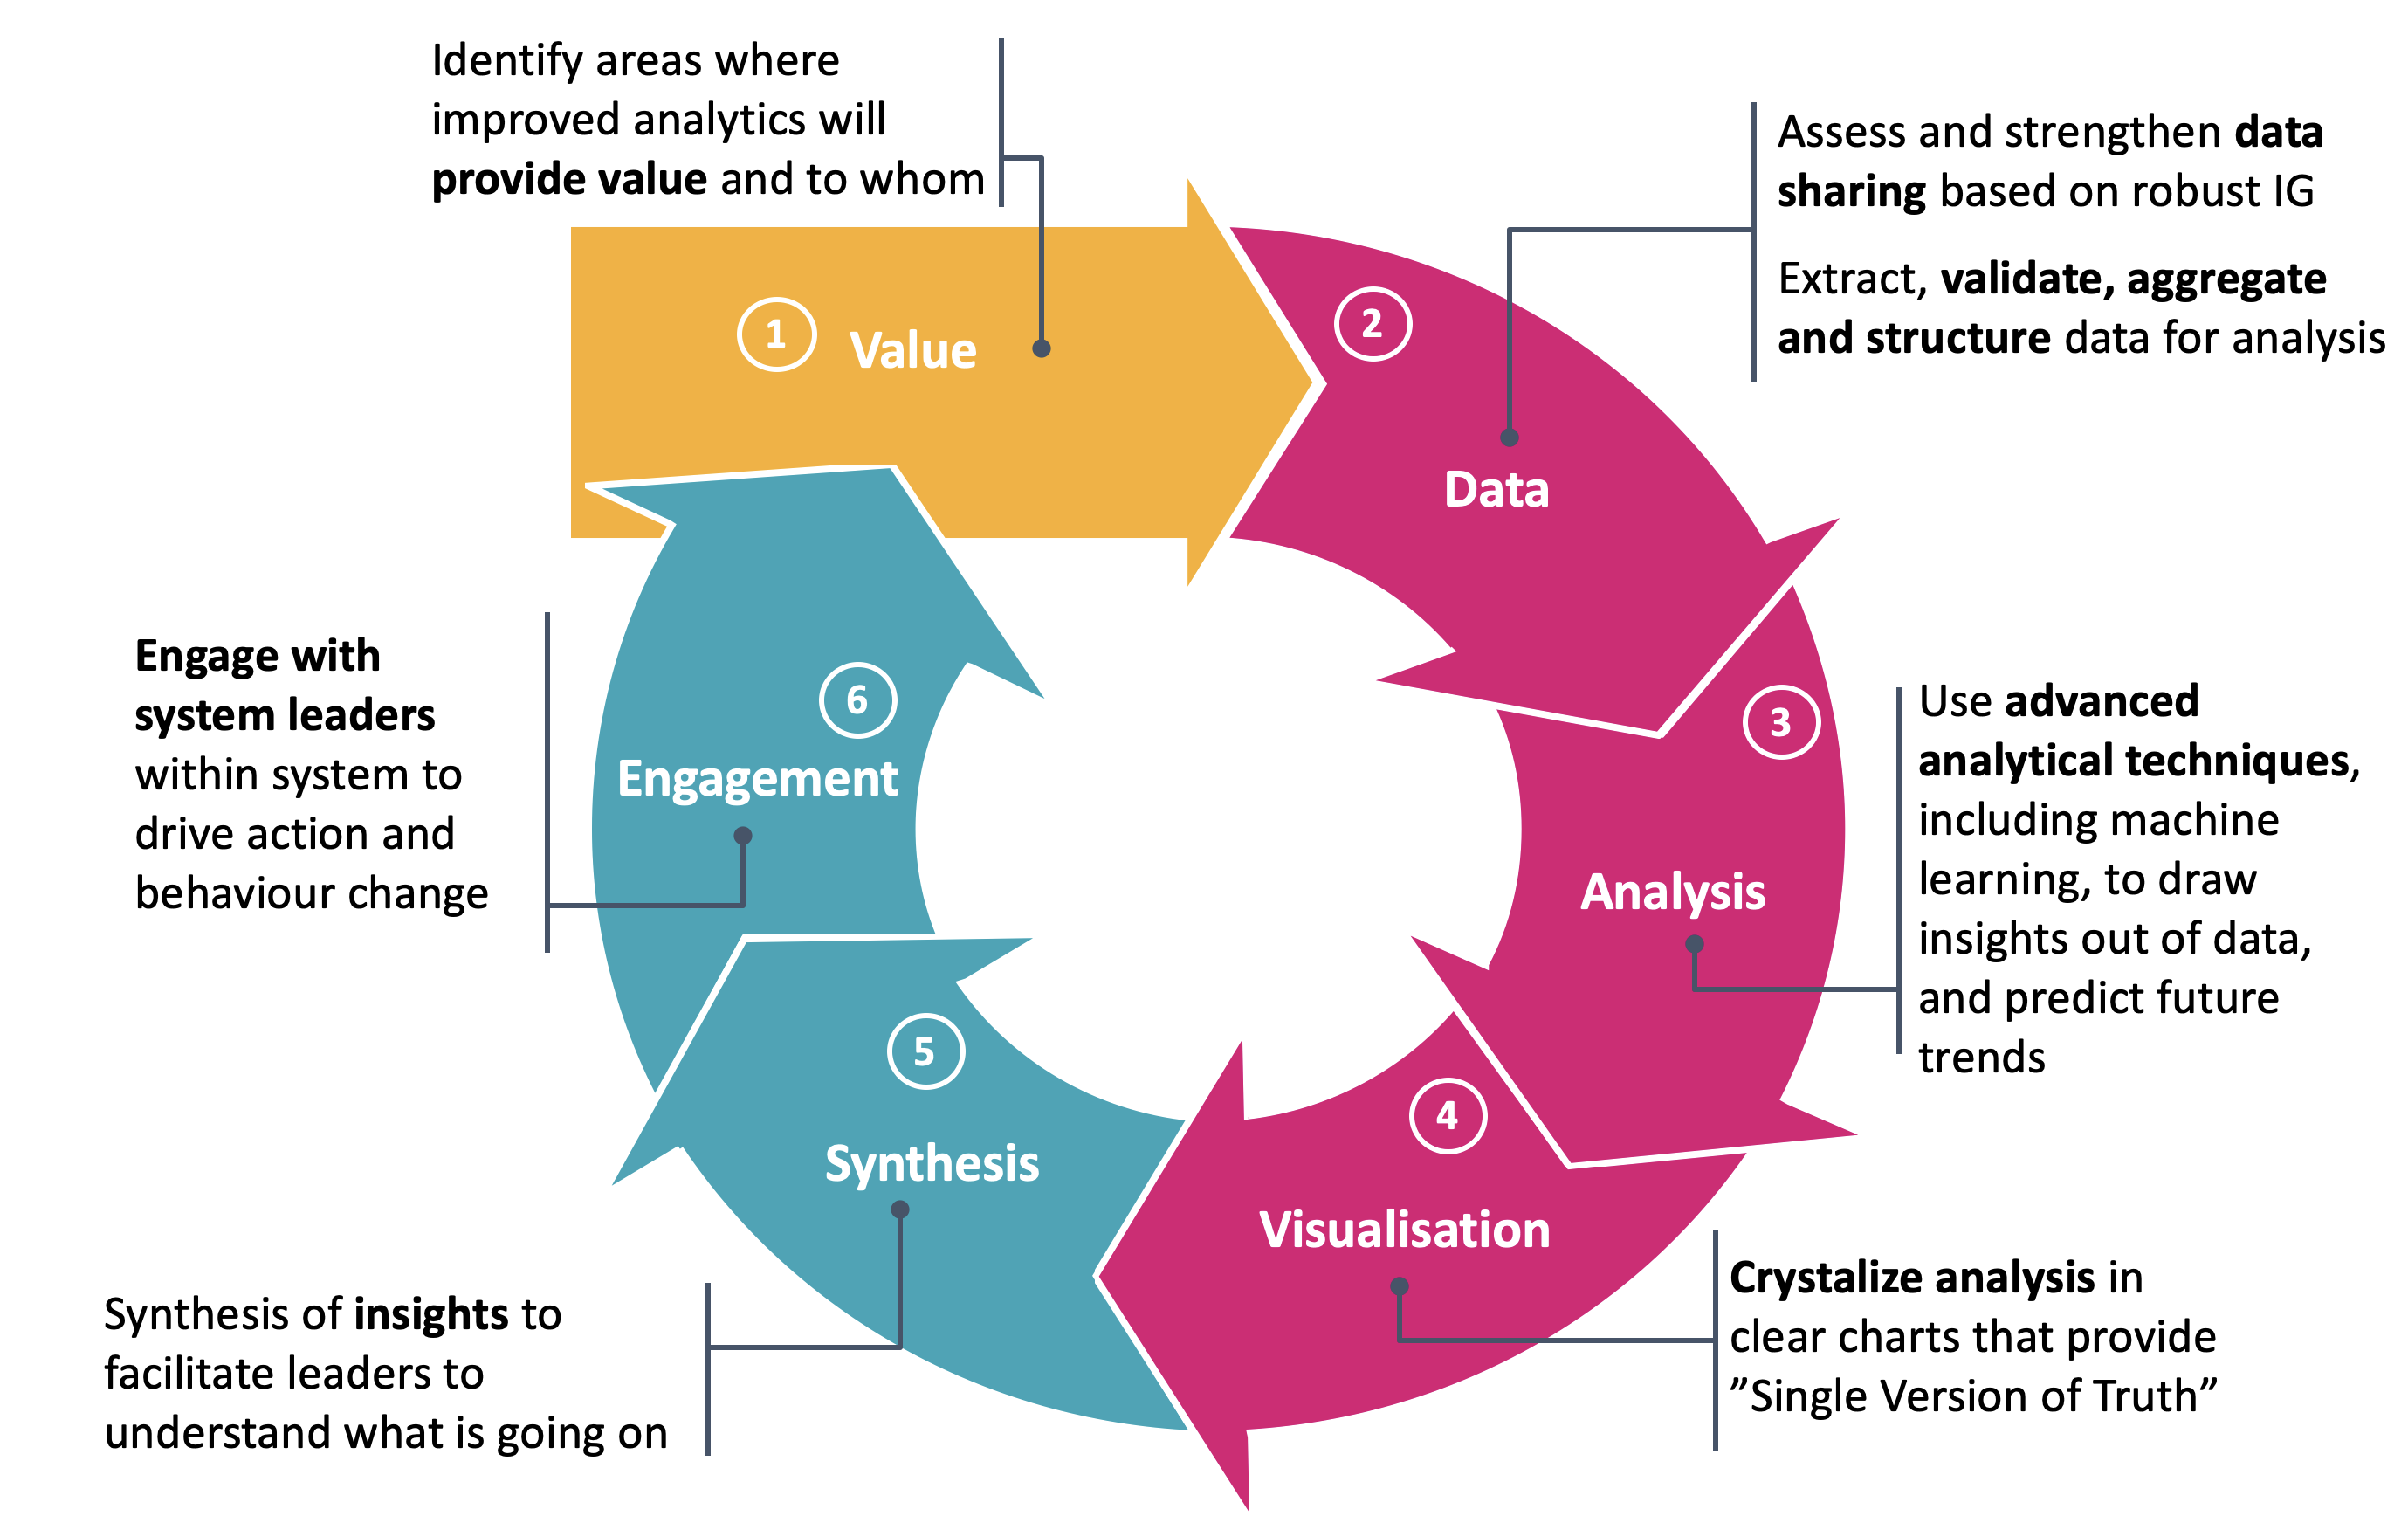 Identify areas where
improved analytics will
provide value and to whom
1
Value
2
Data
Assess and strengthen data
sharing based on robust IG
Extract, validate, aggregate
and structure data for analysis
3
Analysis
Use advanced
analytical techniques,
including machine
learning, to draw
insights out of data,
and predict future
trends
4
Visualisation
Crystalize analysis in
clear charts that provide
”Single Version of Truth”
5
Synthesis
Synthesis of insights to
facilitate leaders to
understand what is going on
6
Engagement
Engage with
system leaders
within system to
drive action and
behaviour change